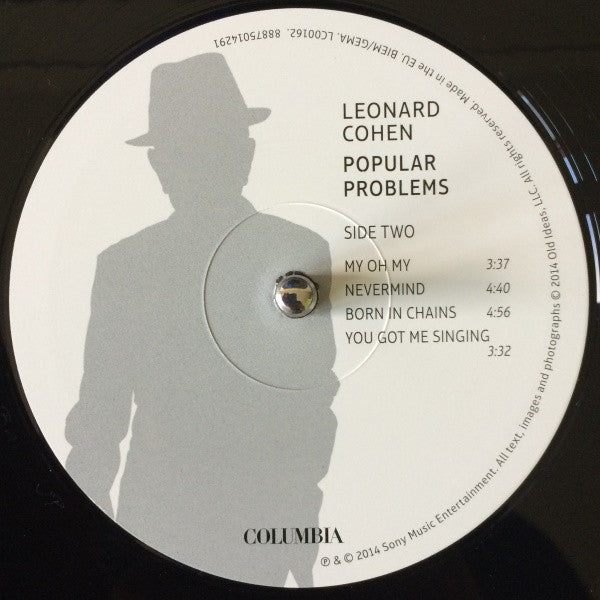 LEONARD
COHEN
POPULAR
PROBLEMS
SIDE TWO
MY OH MY 3:37
NEVERMIND 4:40
BORN IN CHAINS 4:56
YOU GOT ME SINGING
3:32
COLUMBIA
℗ & © 2014 Sony Music Entertainment. All text, images and photographs © 2014 Old Ideas, LLC. All rights reserved. Made in the EU. BIEM/GEMA. LC00162. 88875014291